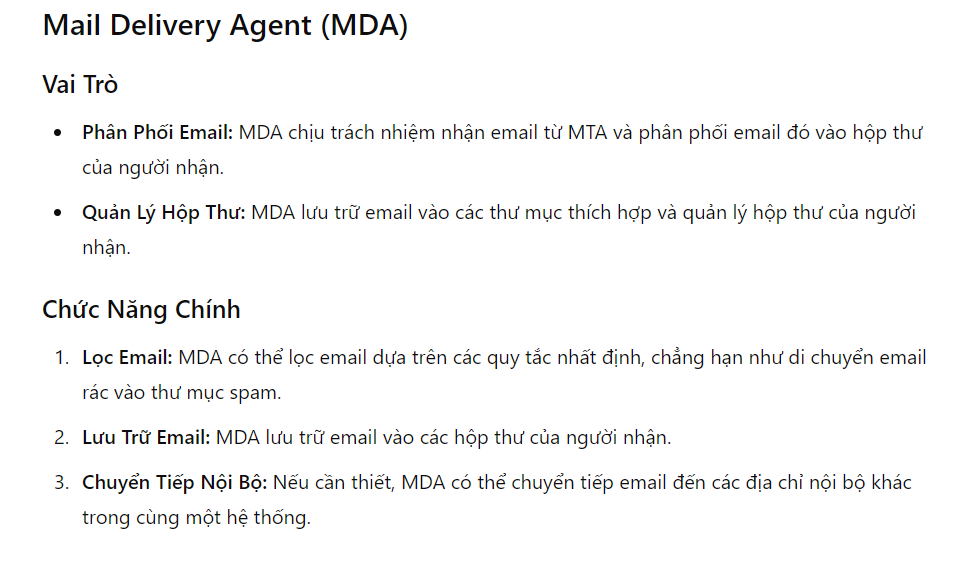 Mail Delivery Agent (MDA)
Vai Trò
• Phân Phối Email: MDA chịu trách nhiệm nhận email từ MTA và phân phối email đó vào hộp thư
của người nhận.
• Quản Lý Hộp Thư: MDA lưu trữ email vào các thư mục thích hợp và quản lý hộp thư của người
nhận.
Chức Năng Chính
1. Lọc Email: MDA có thể lọc email dựa trên các quy tắc nhất định, chẳng hạn như di chuyển email
rác vào thư mục spam.
2. Lưu Trữ Email: MDA lưu trữ email vào các hộp thư của người nhận.
3. Chuyển Tiếp Nội Bộ: Nếu cần thiết, MDA có thể chuyển tiếp email đến các địa chỉ nội bộ khác
trong cùng một hệ thống.